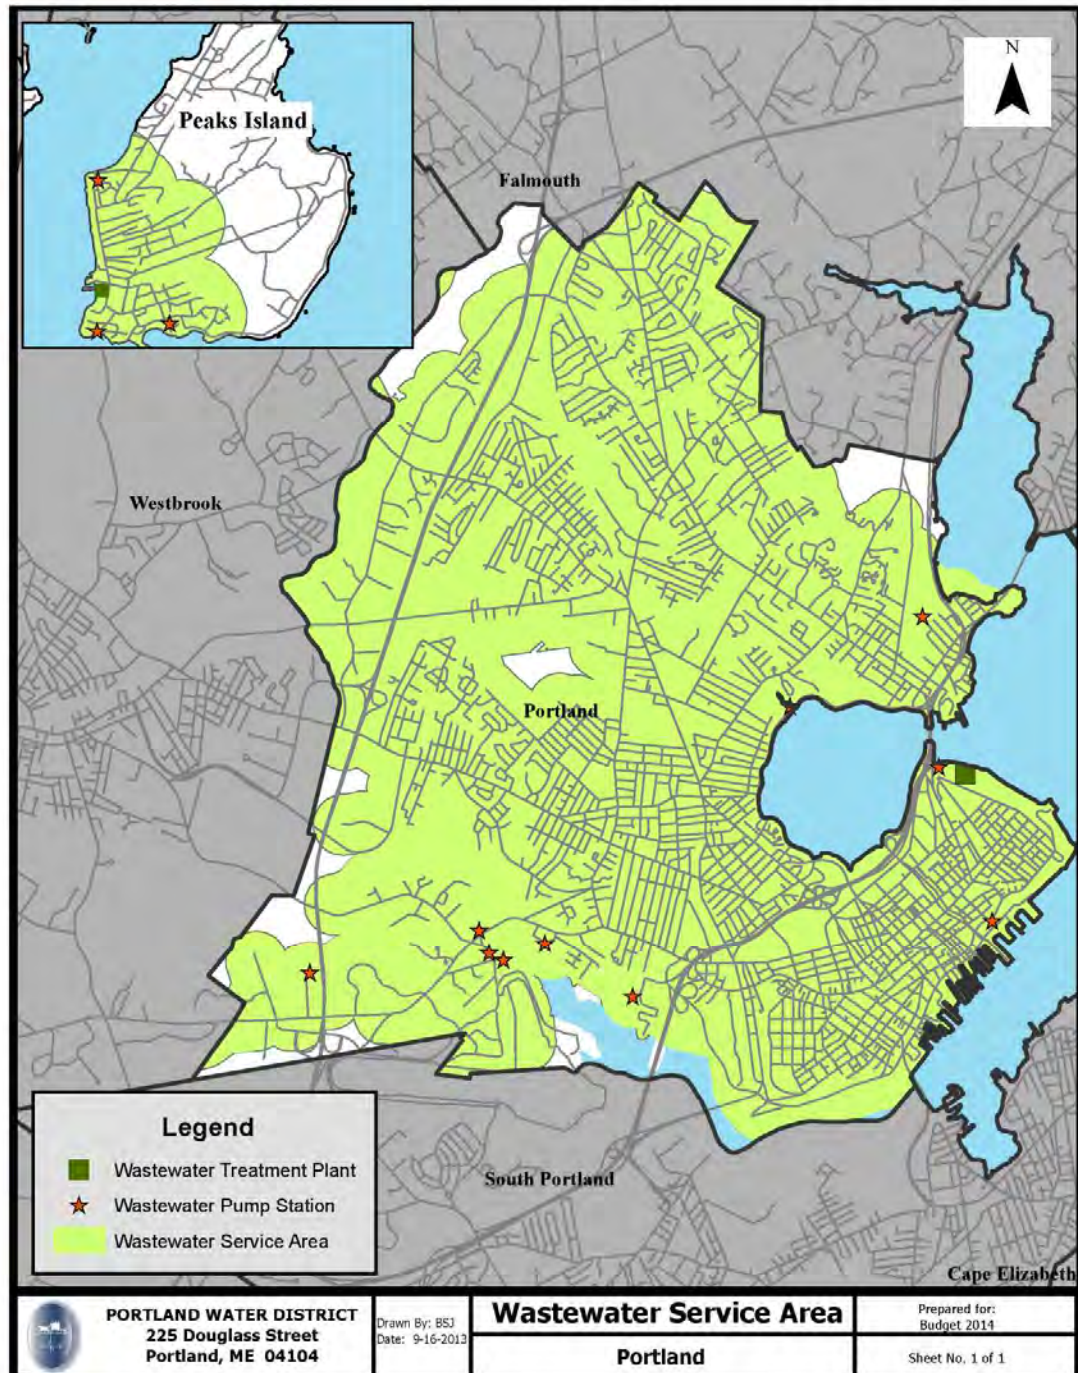 Peaks Island
N
Falmouth
Westbrook
Portland
South Portland
Cape Elizabeth
Legend
Wastewater Treatment Plant
Wastewater Pump Station
Wastewater Service Area
PORTLAND WATER DISTRICT
225 Douglass Street
Portland, ME 04104
Drawn By: BSJ
Date: 9-16-2013
Wastewater Service Area
Portland
Prepared for:
Budget 2014
Sheet No. 1 of 1